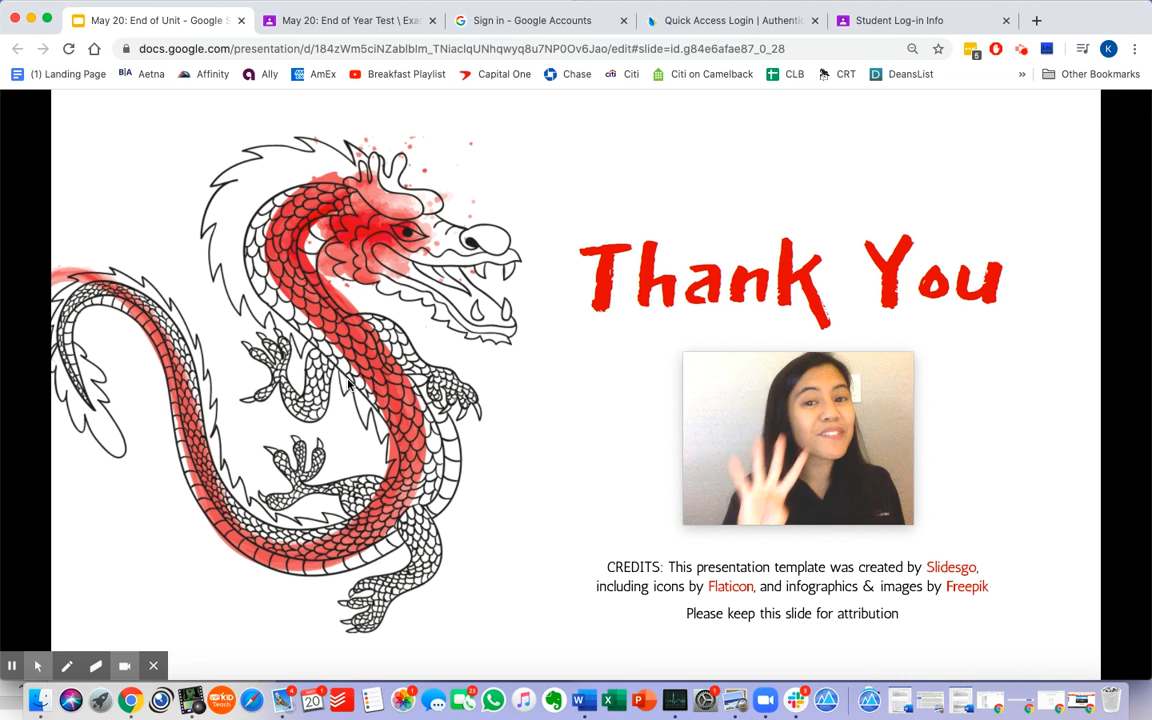 May 20: End of Unit - Google S
May 20: End of Year Test \ Exa
Sign in - Google Accounts
Quick Access Login | Authentic
Student Log-in Info
docs.google.com/presentation/d/184zWm5ciNZablblm_TNiaclqUNhqwyq8u7NP0Ov6Jao/edit#slide=id.g84e6afae87_0_28
5
K
(1) Landing Page
Aetna
Affinity
Ally
AmEx
Breakfast Playlist
Capital One
Chase
citi Citi
Citi on Camelback
CLB
CRT
DeansList
»
Other Bookmarks
Thank You
CREDITS: This presentation template was created by Slidesgo,
including icons by Flaticon, and infographics & images by Freepik
Please keep this slide for attribution